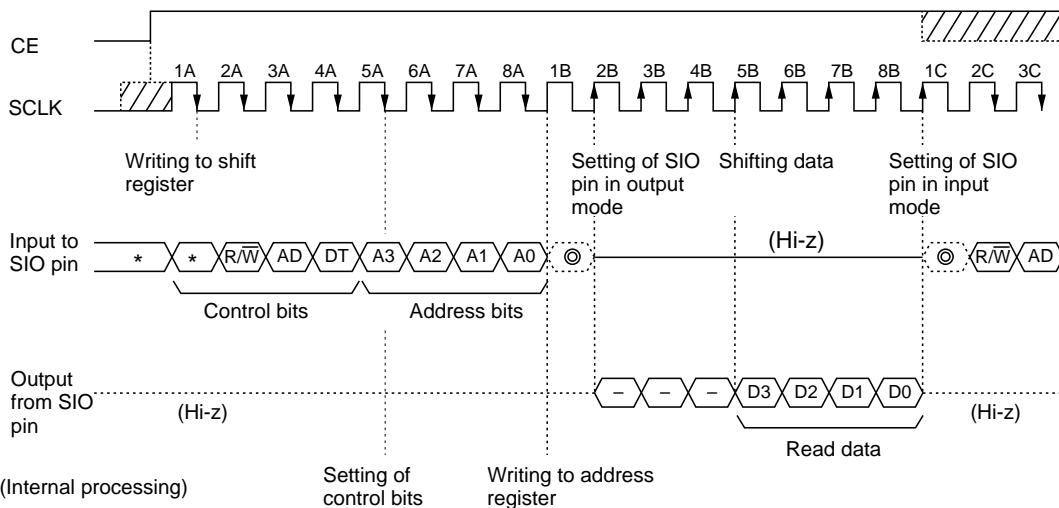 CE
1A 2A 3A 4A 5A 6A 7A 8A 1B 2B 3B 4B 5B 6B 7B 8B 1C 2C 3C
SCLK
Writing to shift
register
Setting of SIO
pin in output
mode
Shifting data
Setting of SIO
pin in input
mode
Input to
SIO pin
* * R/W̅ AD DT A3 A2 A1 A0 ◎ (Hi-z) ◎ R/W̅ AD
Control bits
Address bits
Output
from SIO
pin
(Hi-z)
– – – D3 D2 D1 D0
(Hi-z)
Read data
(Internal processing)
Setting of
control bits
Writing to address
register